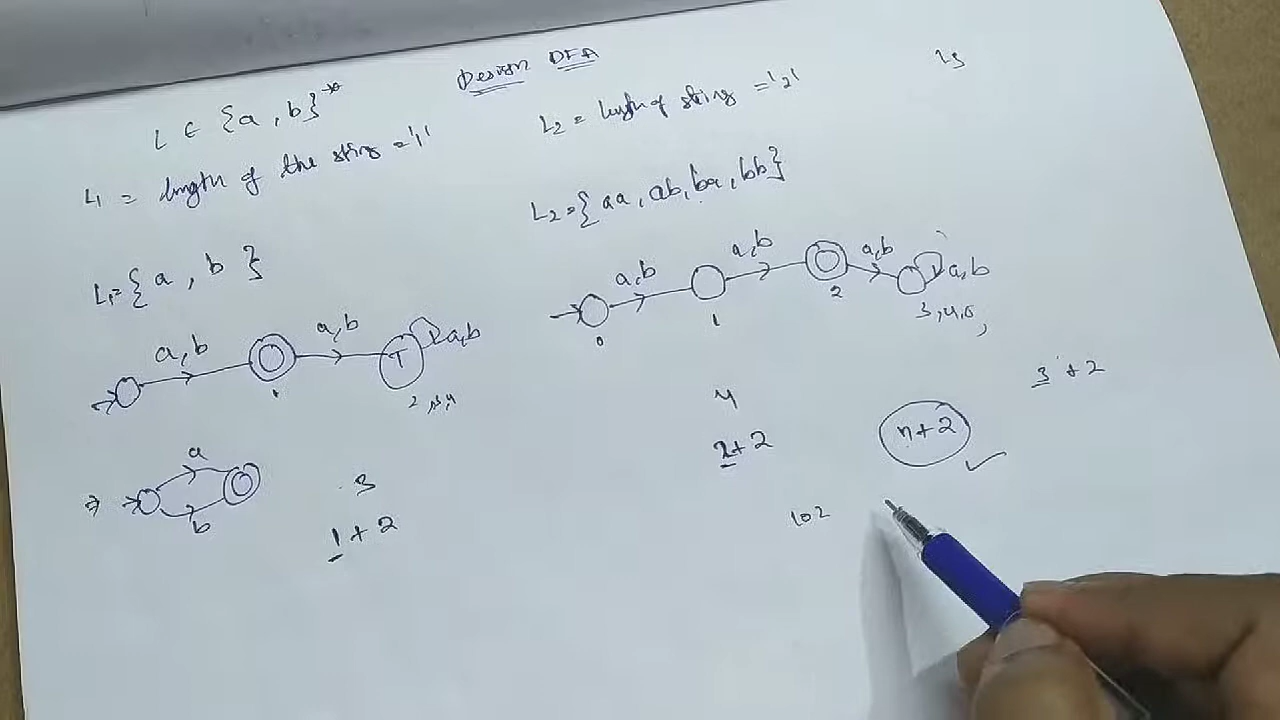 Design DFA
L ∈ {a, b}*
L₁ = length of the string = '1'
L₁ = {a, b}
a, b
a, b
T
a, b
1
2, 3, 4
⇒
a
b
3
1 + 2
L₂ = length of string = '2'
L₂ = {aa, ab, ba, bb}
a, b
a, b
a, b
a, b
0
1
2
3, 4, 5,
4
2 + 2
n + 2
102
L3
3 + 2